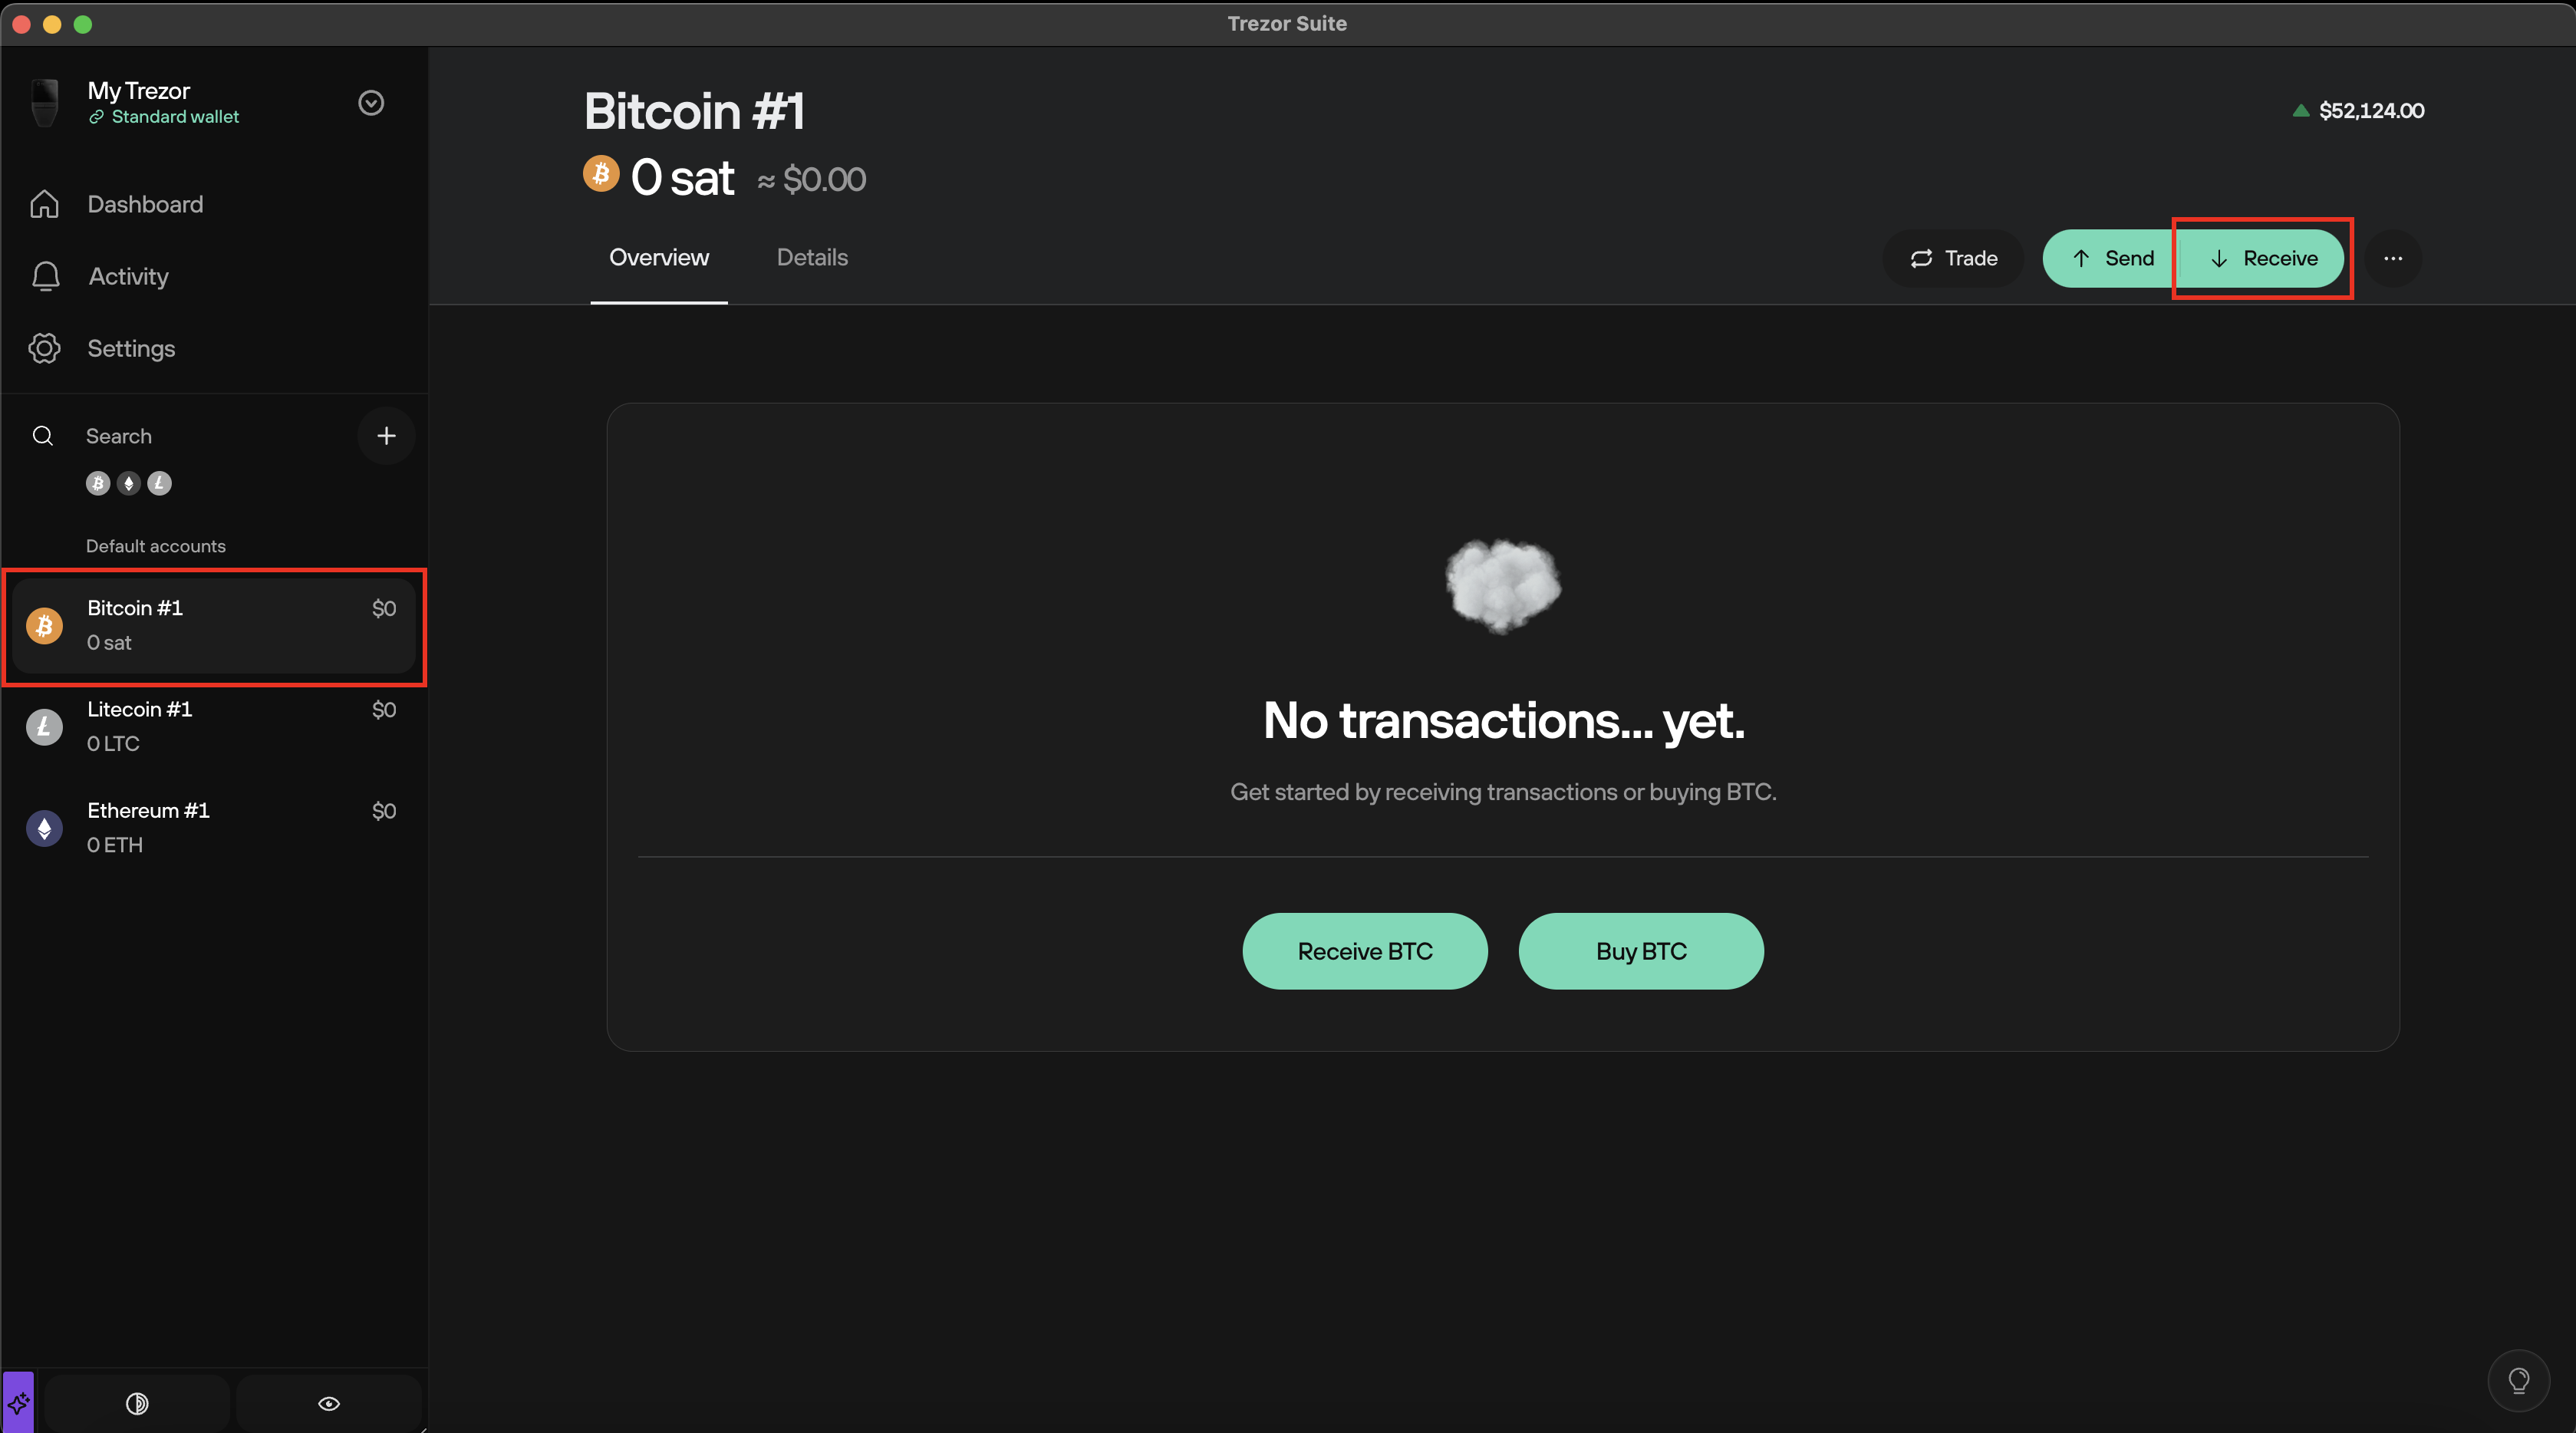 Trezor Suite
My Trezor
Standard wallet
Dashboard
Activity
Settings
Search
Default accounts
Bitcoin #1 $0
0 sat
Litecoin #1 $0
0 LTC
Ethereum #1 $0
0 ETH
Bitcoin #1
$52,124.00
0 sat ≈ $0.00
Overview Details
Trade Send Receive
No transactions... yet.
Get started by receiving transactions or buying BTC.
Receive BTC Buy BTC